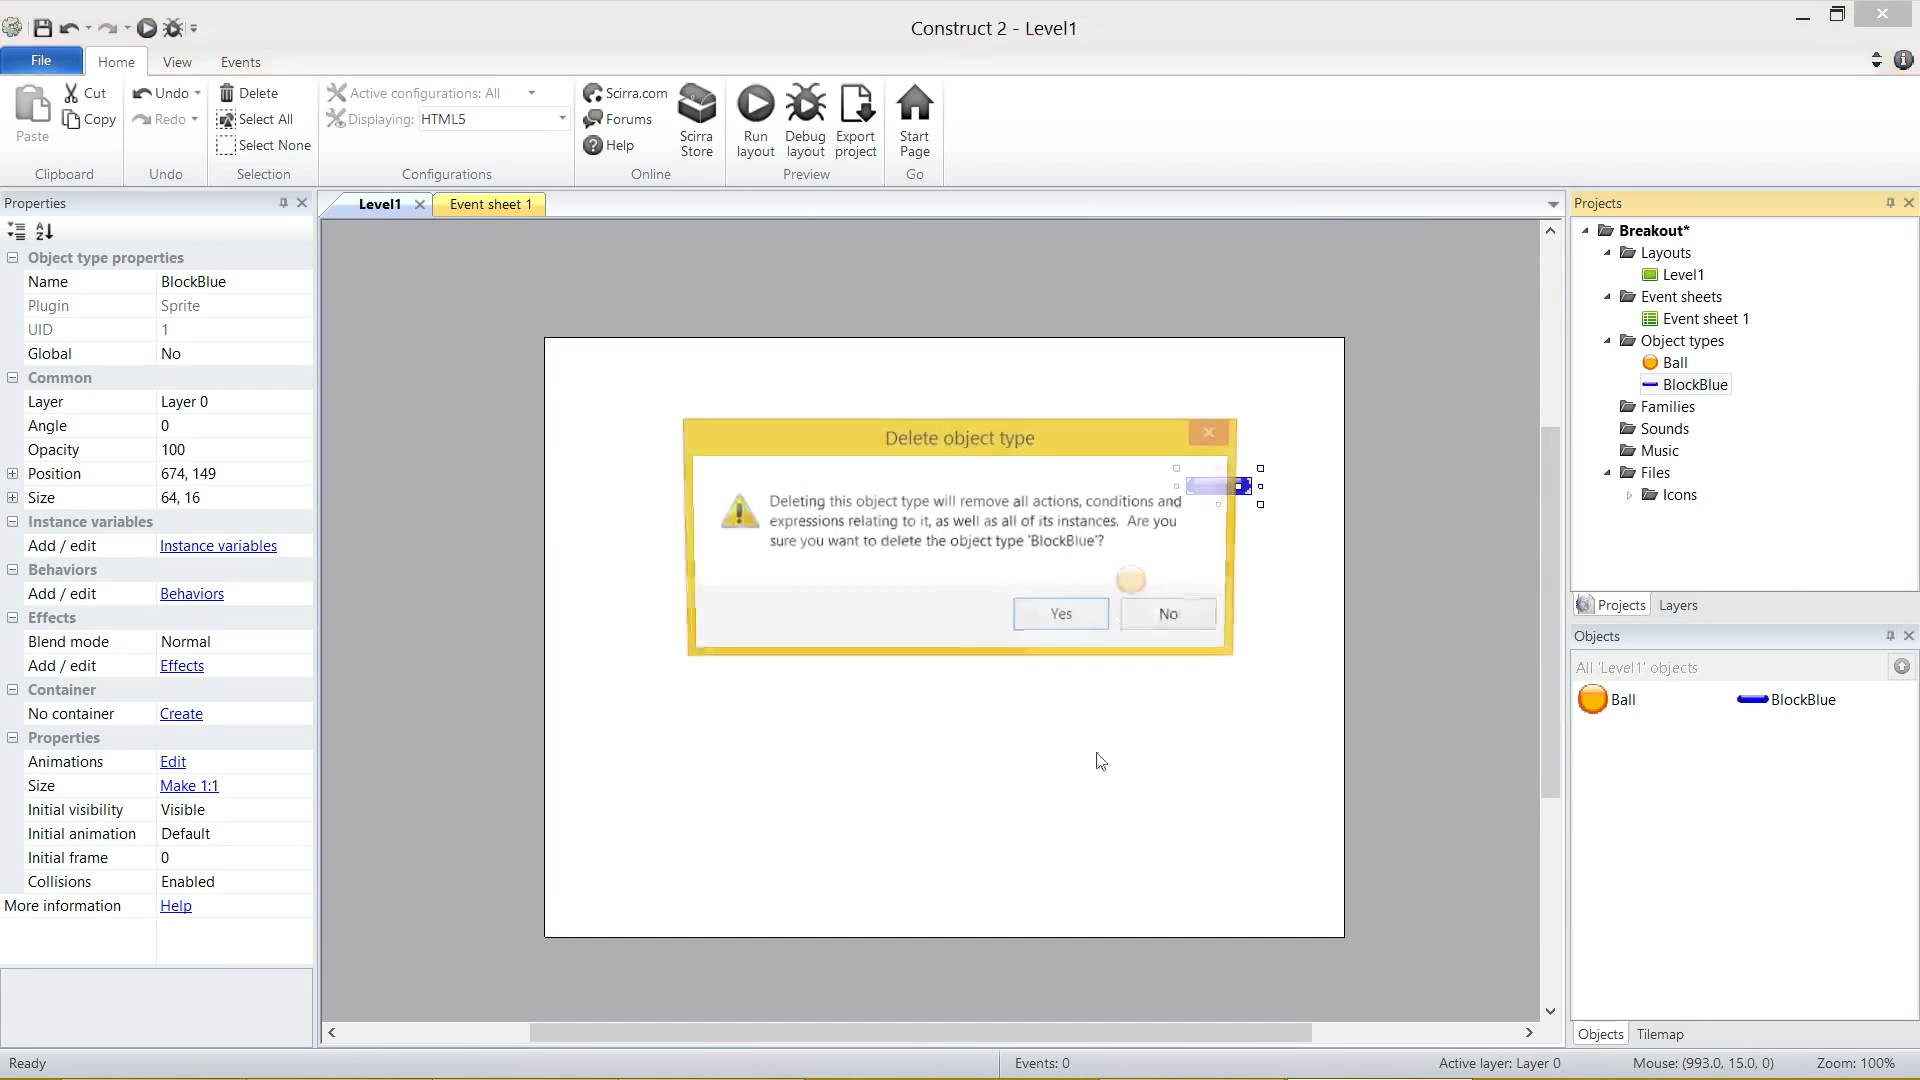 Construct 2 - Level1
File
Home
View
Events
Paste
Cut
Copy
Clipboard
Undo
Redo
Undo
Delete
Select All
Select None
Selection
Active configurations: All
Displaying: HTML5
Configurations
Scirra.com
Forums
Help
Scirra
Store
Online
Run
layout
Debug
layout
Export
project
Preview
Start
Page
Go
Properties
Object type properties
Name BlockBlue
Plugin Sprite
UID 1
Global No
Common
Layer Layer 0
Angle 0
Opacity 100
Position 674, 149
Size 64, 16
Instance variables
Add / edit Instance variables
Behaviors
Add / edit Behaviors
Effects
Blend mode Normal
Add / edit Effects
Container
No container Create
Properties
Animations Edit
Size Make 1:1
Initial visibility Visible
Initial animation Default
Initial frame 0
Collisions Enabled
More information Help
Level1
Event sheet 1
Delete object type
Deleting this object type will remove all actions, conditions and
expressions relating to it, as well as all of its instances. Are you
sure you want to delete the object type 'BlockBlue'?
Yes
No
Projects
Breakout*
Layouts
Level1
Event sheets
Event sheet 1
Object types
Ball
BlockBlue
Families
Sounds
Music
Files
Icons
Projects
Layers
Objects
All 'Level1' objects
Ball
BlockBlue
Objects
Tilemap
Ready
Events: 0
Active layer: Layer 0
Mouse: (993.0, 15.0, 0)
Zoom: 100%